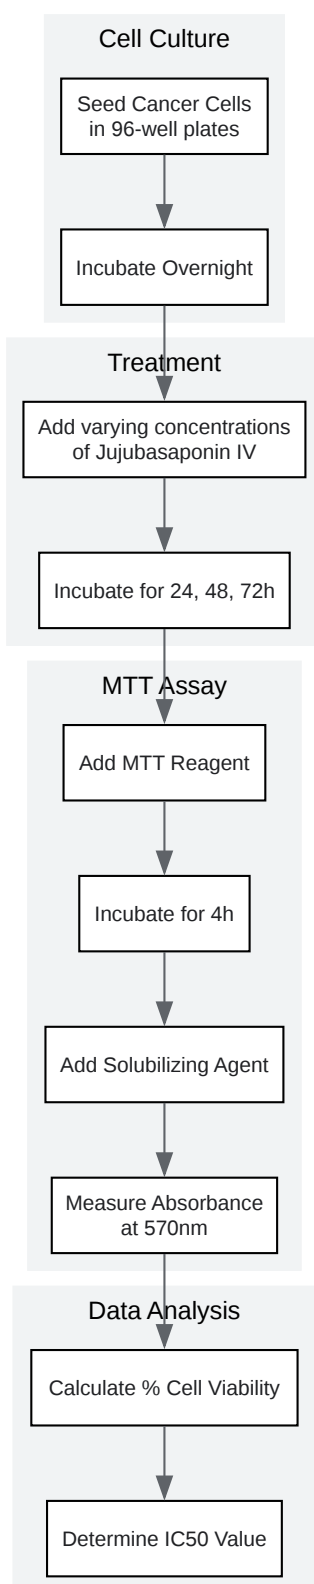 Cell Culture
Seed Cancer Cells
in 96-well plates
Incubate Overnight
Treatment
Add varying concentrations
of Jujubasaponin IV
Incubate for 24, 48, 72h
MTT Assay
Add MTT Reagent
Incubate for 4h
Add Solubilizing Agent
Measure Absorbance
at 570nm
Data Analysis
Calculate % Cell Viability
Determine IC50 Value